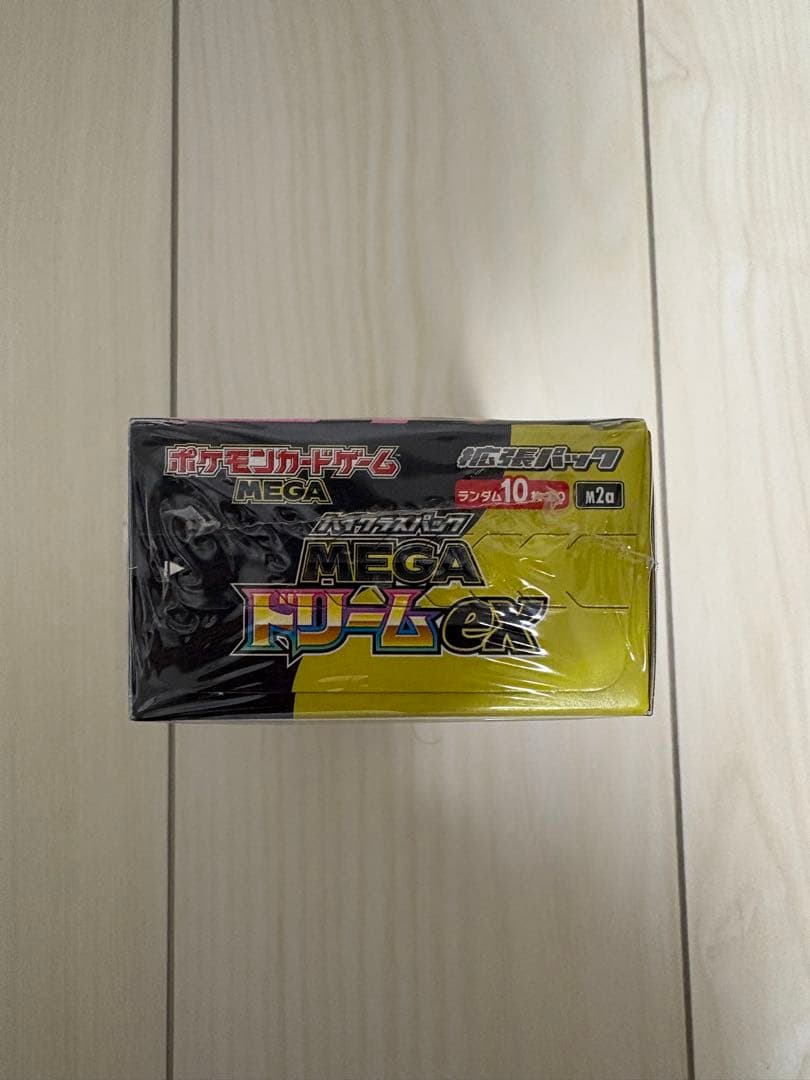 ポケモンカードゲーム
MEGA
拡張パック
ランダム10枚
M2a
ハイクラスパック
MEGA
ドリームex